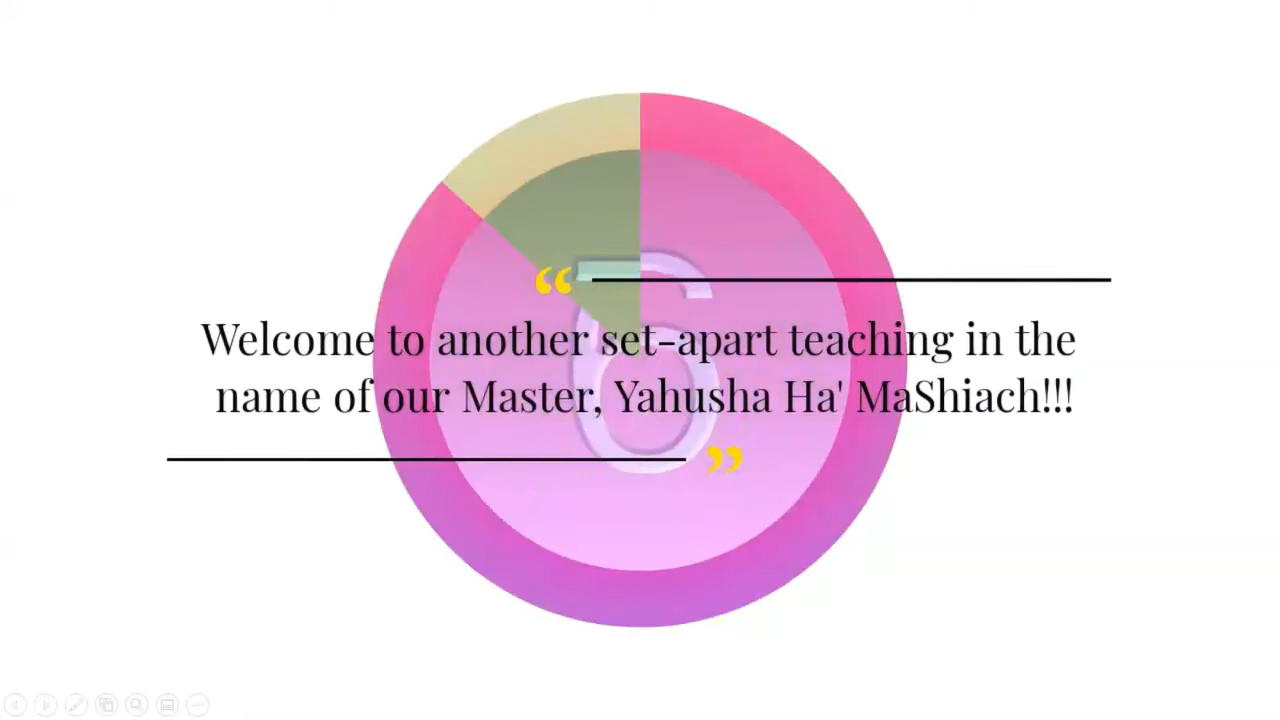 “
Welcome to another set-apart teaching in the
name of our Master, Yahusha Ha' MaShiach!!!
”